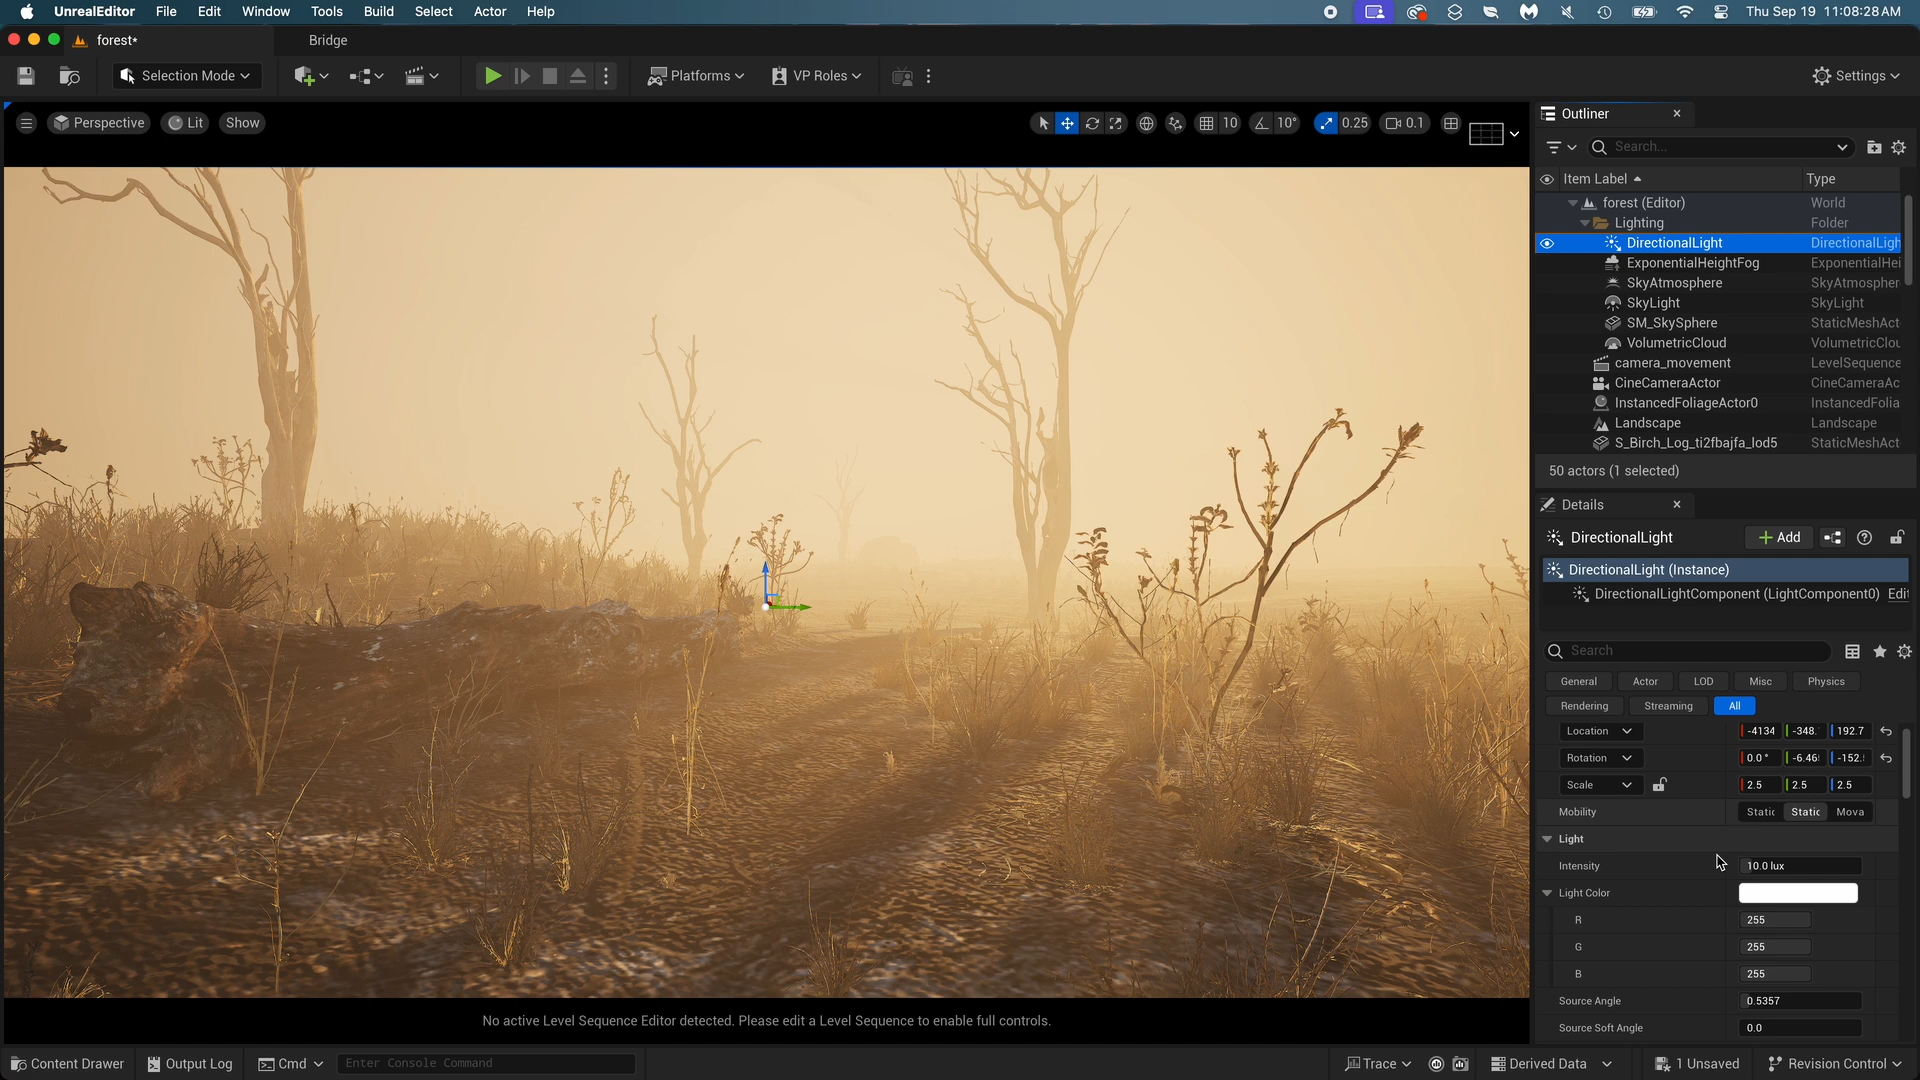 UnrealEditor File Edit Window Tools Build Select Actor Help Thu Sep 19 11:08:28 AM
forest* Bridge
Selection Mode Platforms VP Roles Settings
Perspective Lit Show 10 10° 0.25 0.1
Outliner
Search...
Item Label Type
forest (Editor) World
Lighting Folder
DirectionalLight DirectionalLigh
ExponentialHeightFog ExponentialHei
SkyAtmosphere SkyAtmospher
SkyLight SkyLight
SM_SkySphere StaticMeshAct
VolumetricCloud VolumetricClou
camera_movement LevelSequence
CineCameraActor CineCameraAc
InstancedFoliageActor0 InstancedFolia
Landscape Landscape
S_Birch_Log_ti2fbajfa_lod5 StaticMeshAct
50 actors (1 selected)
Details
DirectionalLight Add
DirectionalLight (Instance)
DirectionalLightComponent (LightComponent0) Edit
Search
General Actor LOD Misc Physics
Rendering Streaming All
Location -4134 -348. 192.7
Rotation 0.0° -6.46 -152.
Scale 2.5 2.5 2.5
Mobility Static Static Mova
Light
Intensity 10.0 lux
Light Color
R 255
G 255
B 255
Source Angle 0.5357
Source Soft Angle 0.0
No active Level Sequence Editor detected. Please edit a Level Sequence to enable full controls.
Content Drawer Output Log Cmd Enter Console Command Trace Derived Data 1 Unsaved Revision Control